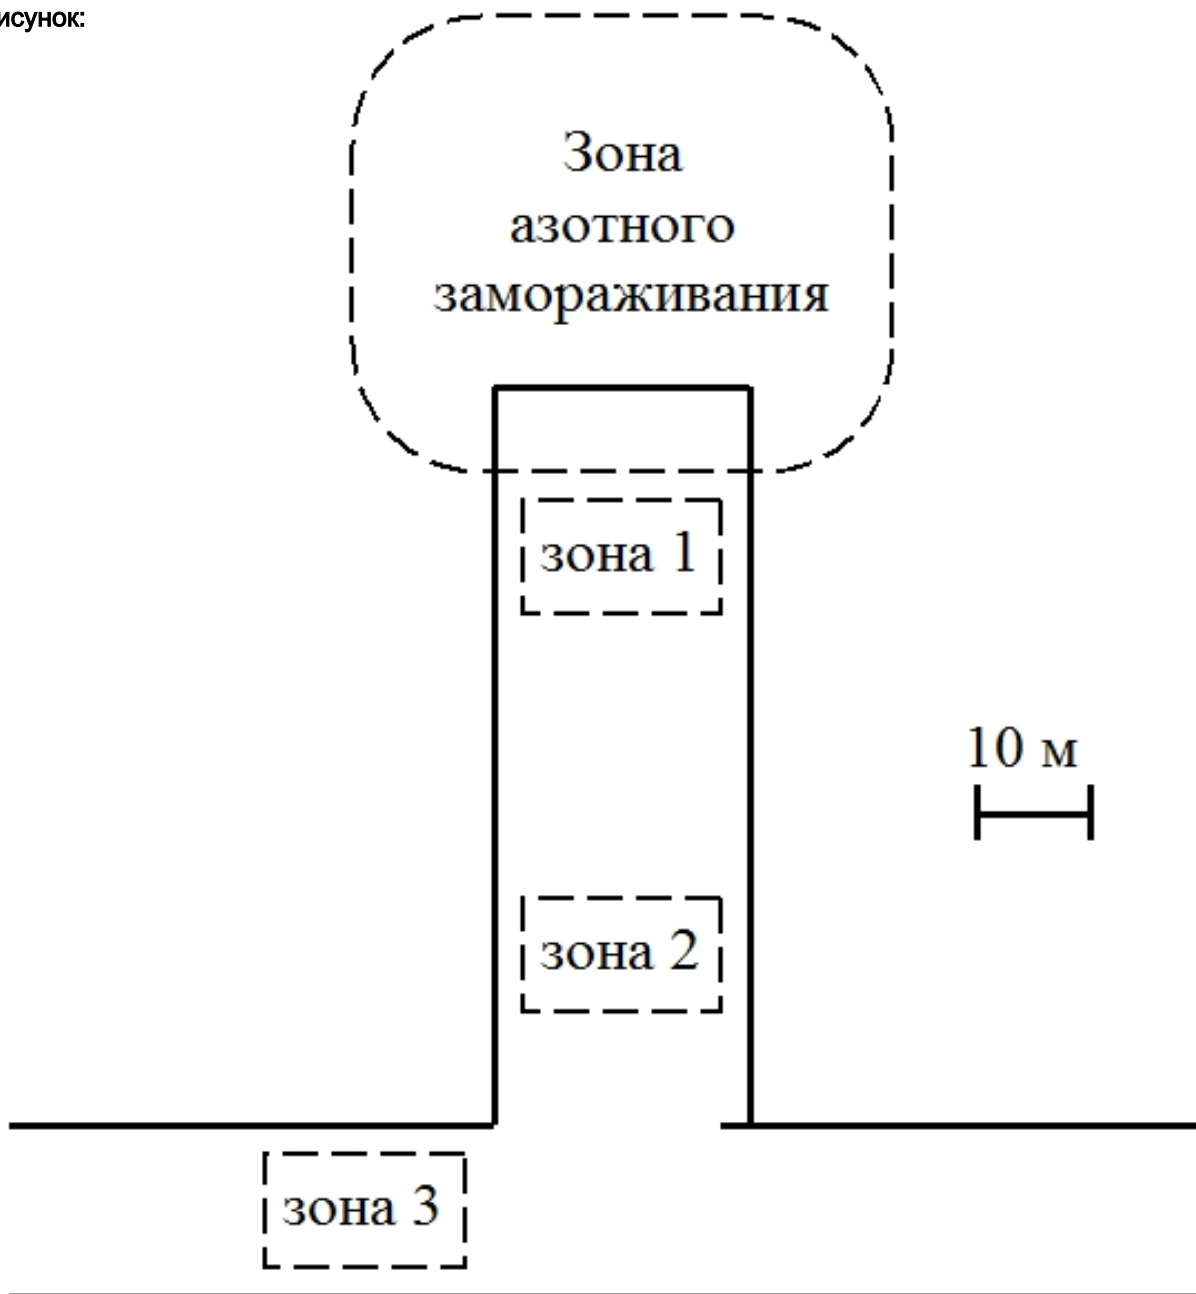 исунок:
Зона
азотного
замораживания
зона 1
10 м
зона 2
зона 3